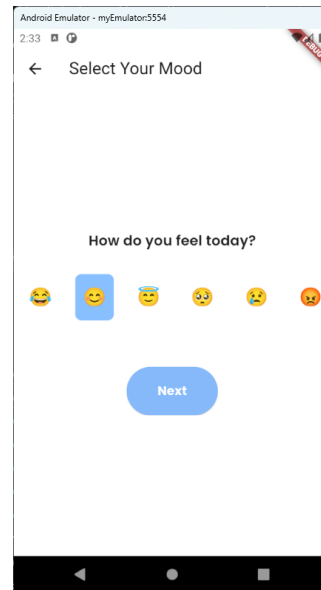 Android Emulator - myEmulator:5554
2:33
Select Your Mood
How do you feel today?
Next